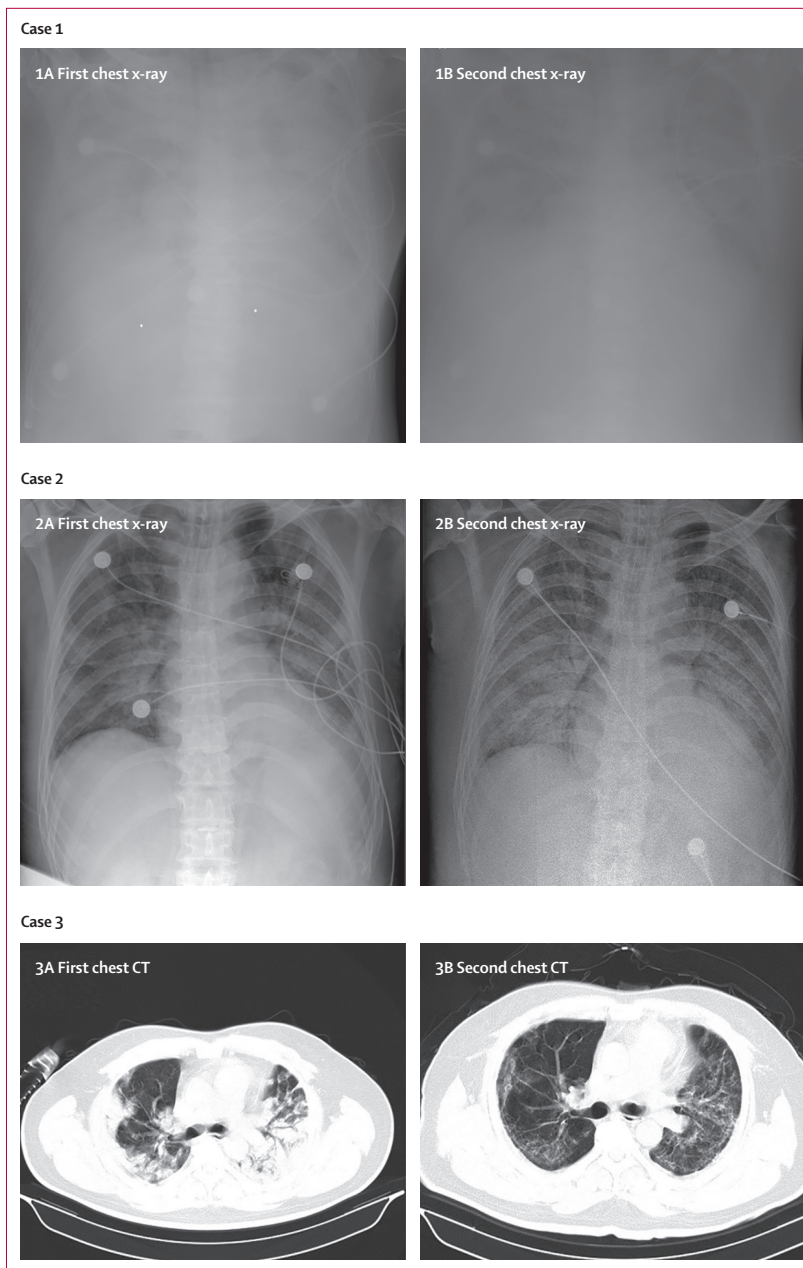 Case 1
1A First chest x-ray
1B Second chest x-ray
Case 2
2A First chest x-ray
2B Second chest x-ray
Case 3
3A First chest CT
3B Second chest CT